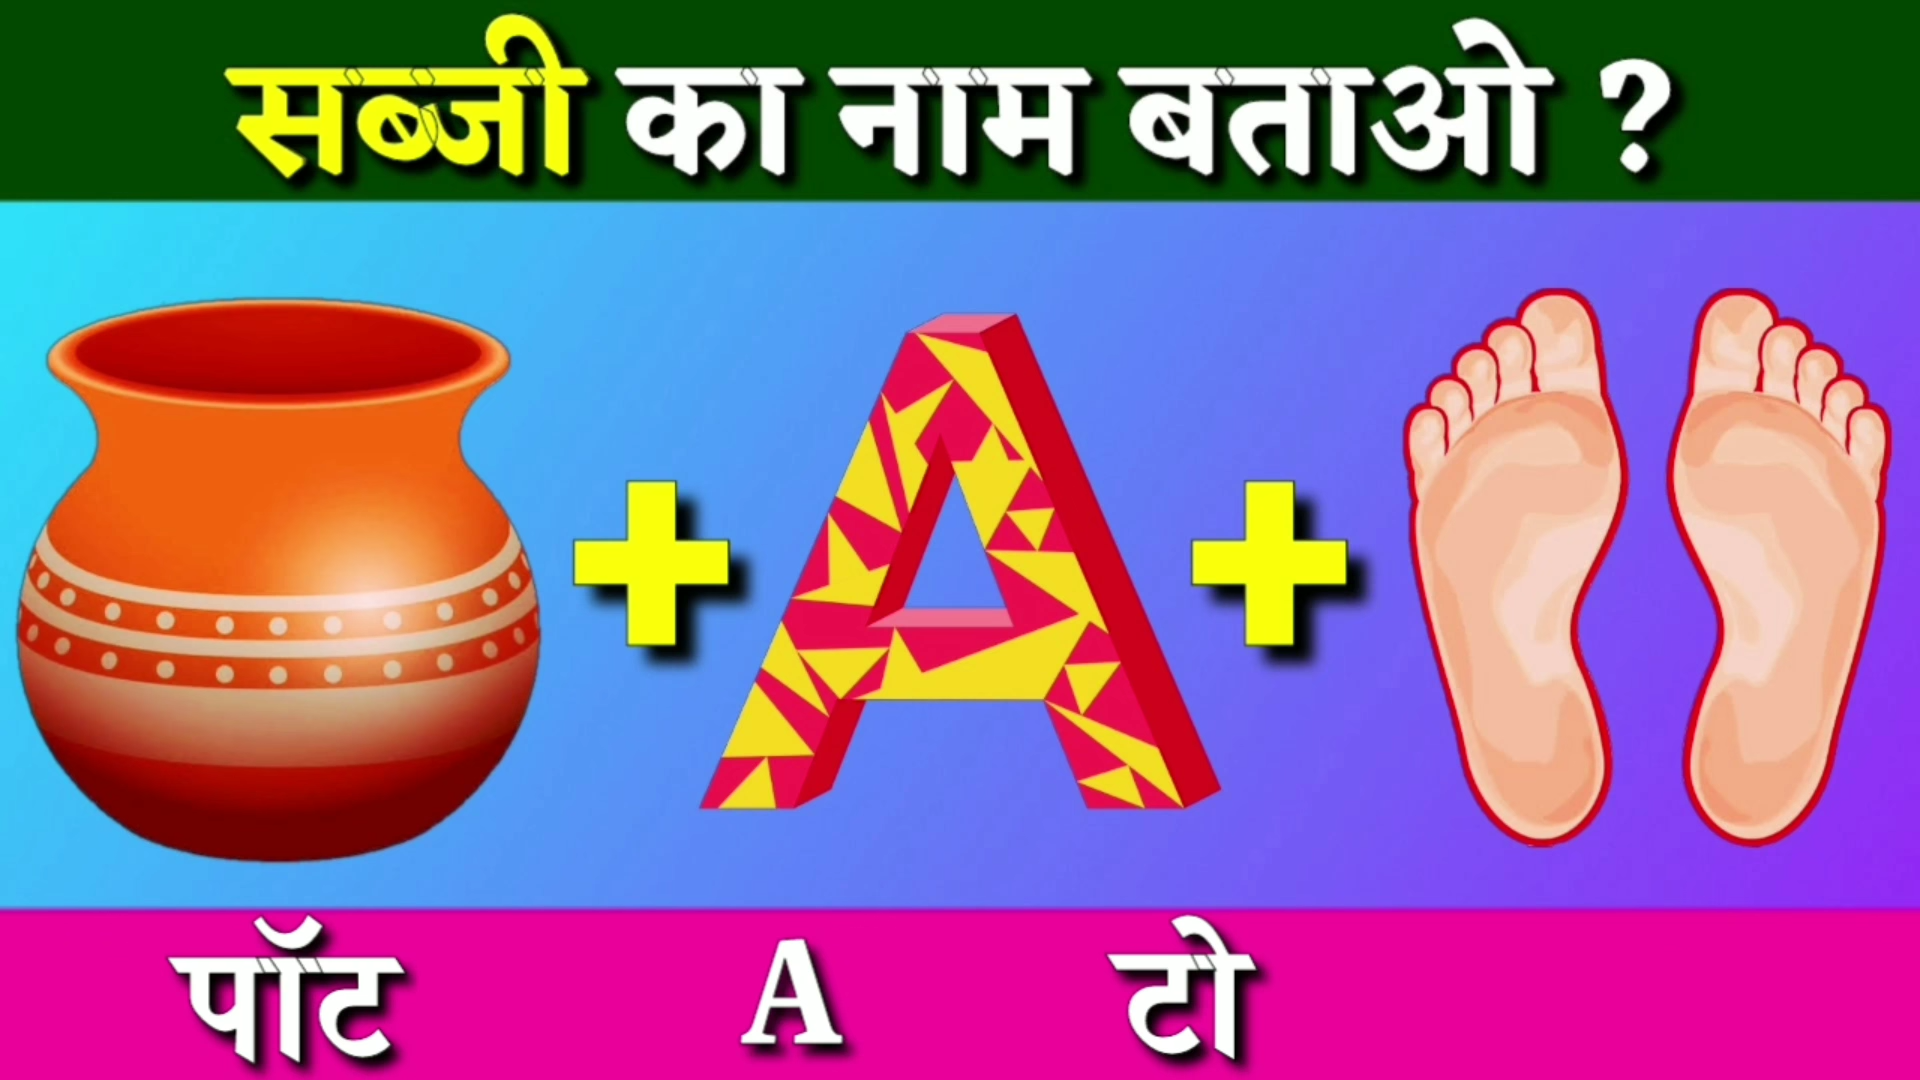 सब्जी का नाम बताओ ?
+ A +
पॉट A टो